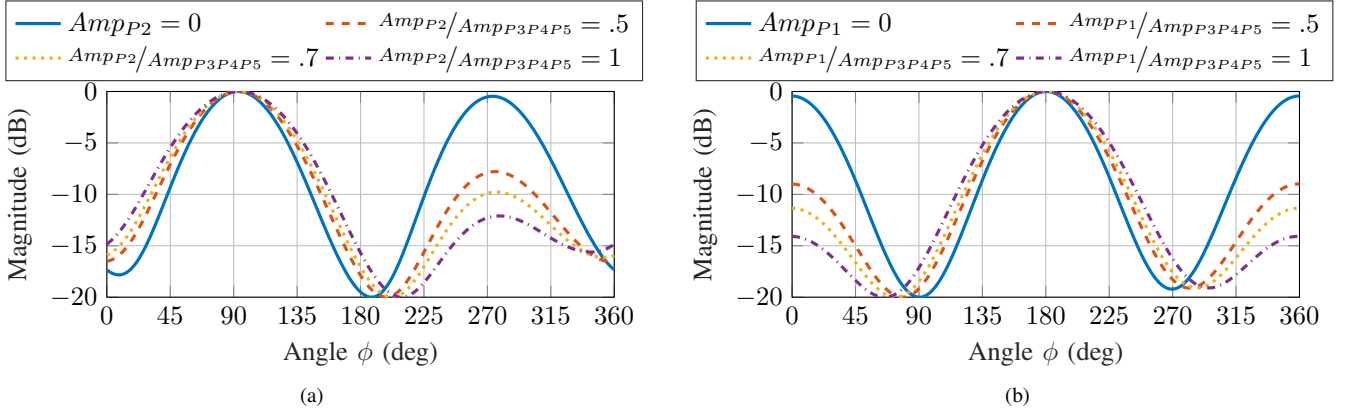 Amp_{P2} = 0
Amp_{P2}/Amp_{P3P4P5} = .5
Amp_{P2}/Amp_{P3P4P5} = .7
Amp_{P2}/Amp_{P3P4P5} = 1
0
−5
−10
−15
−20
Magnitude (dB)
0 45 90 135 180 225 270 315 360
Angle ϕ (deg)
(a)
Amp_{P1} = 0
Amp_{P1}/Amp_{P3P4P5} = .5
Amp_{P1}/Amp_{P3P4P5} = .7
Amp_{P1}/Amp_{P3P4P5} = 1
0
−5
−10
−15
−20
Magnitude (dB)
0 45 90 135 180 225 270 315 360
Angle ϕ (deg)
(b)